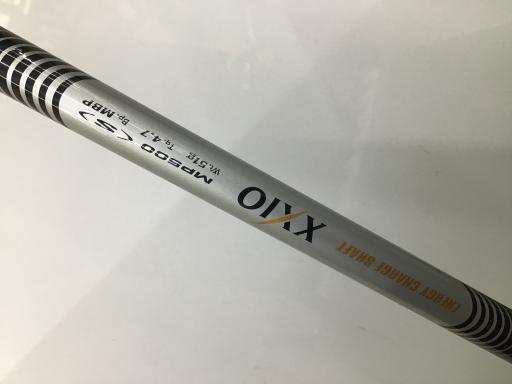 ENERGY CHARGE SHAFT
XXIO
MP500 (S)
Wt.51g Tq.4.7 Bp.MBP